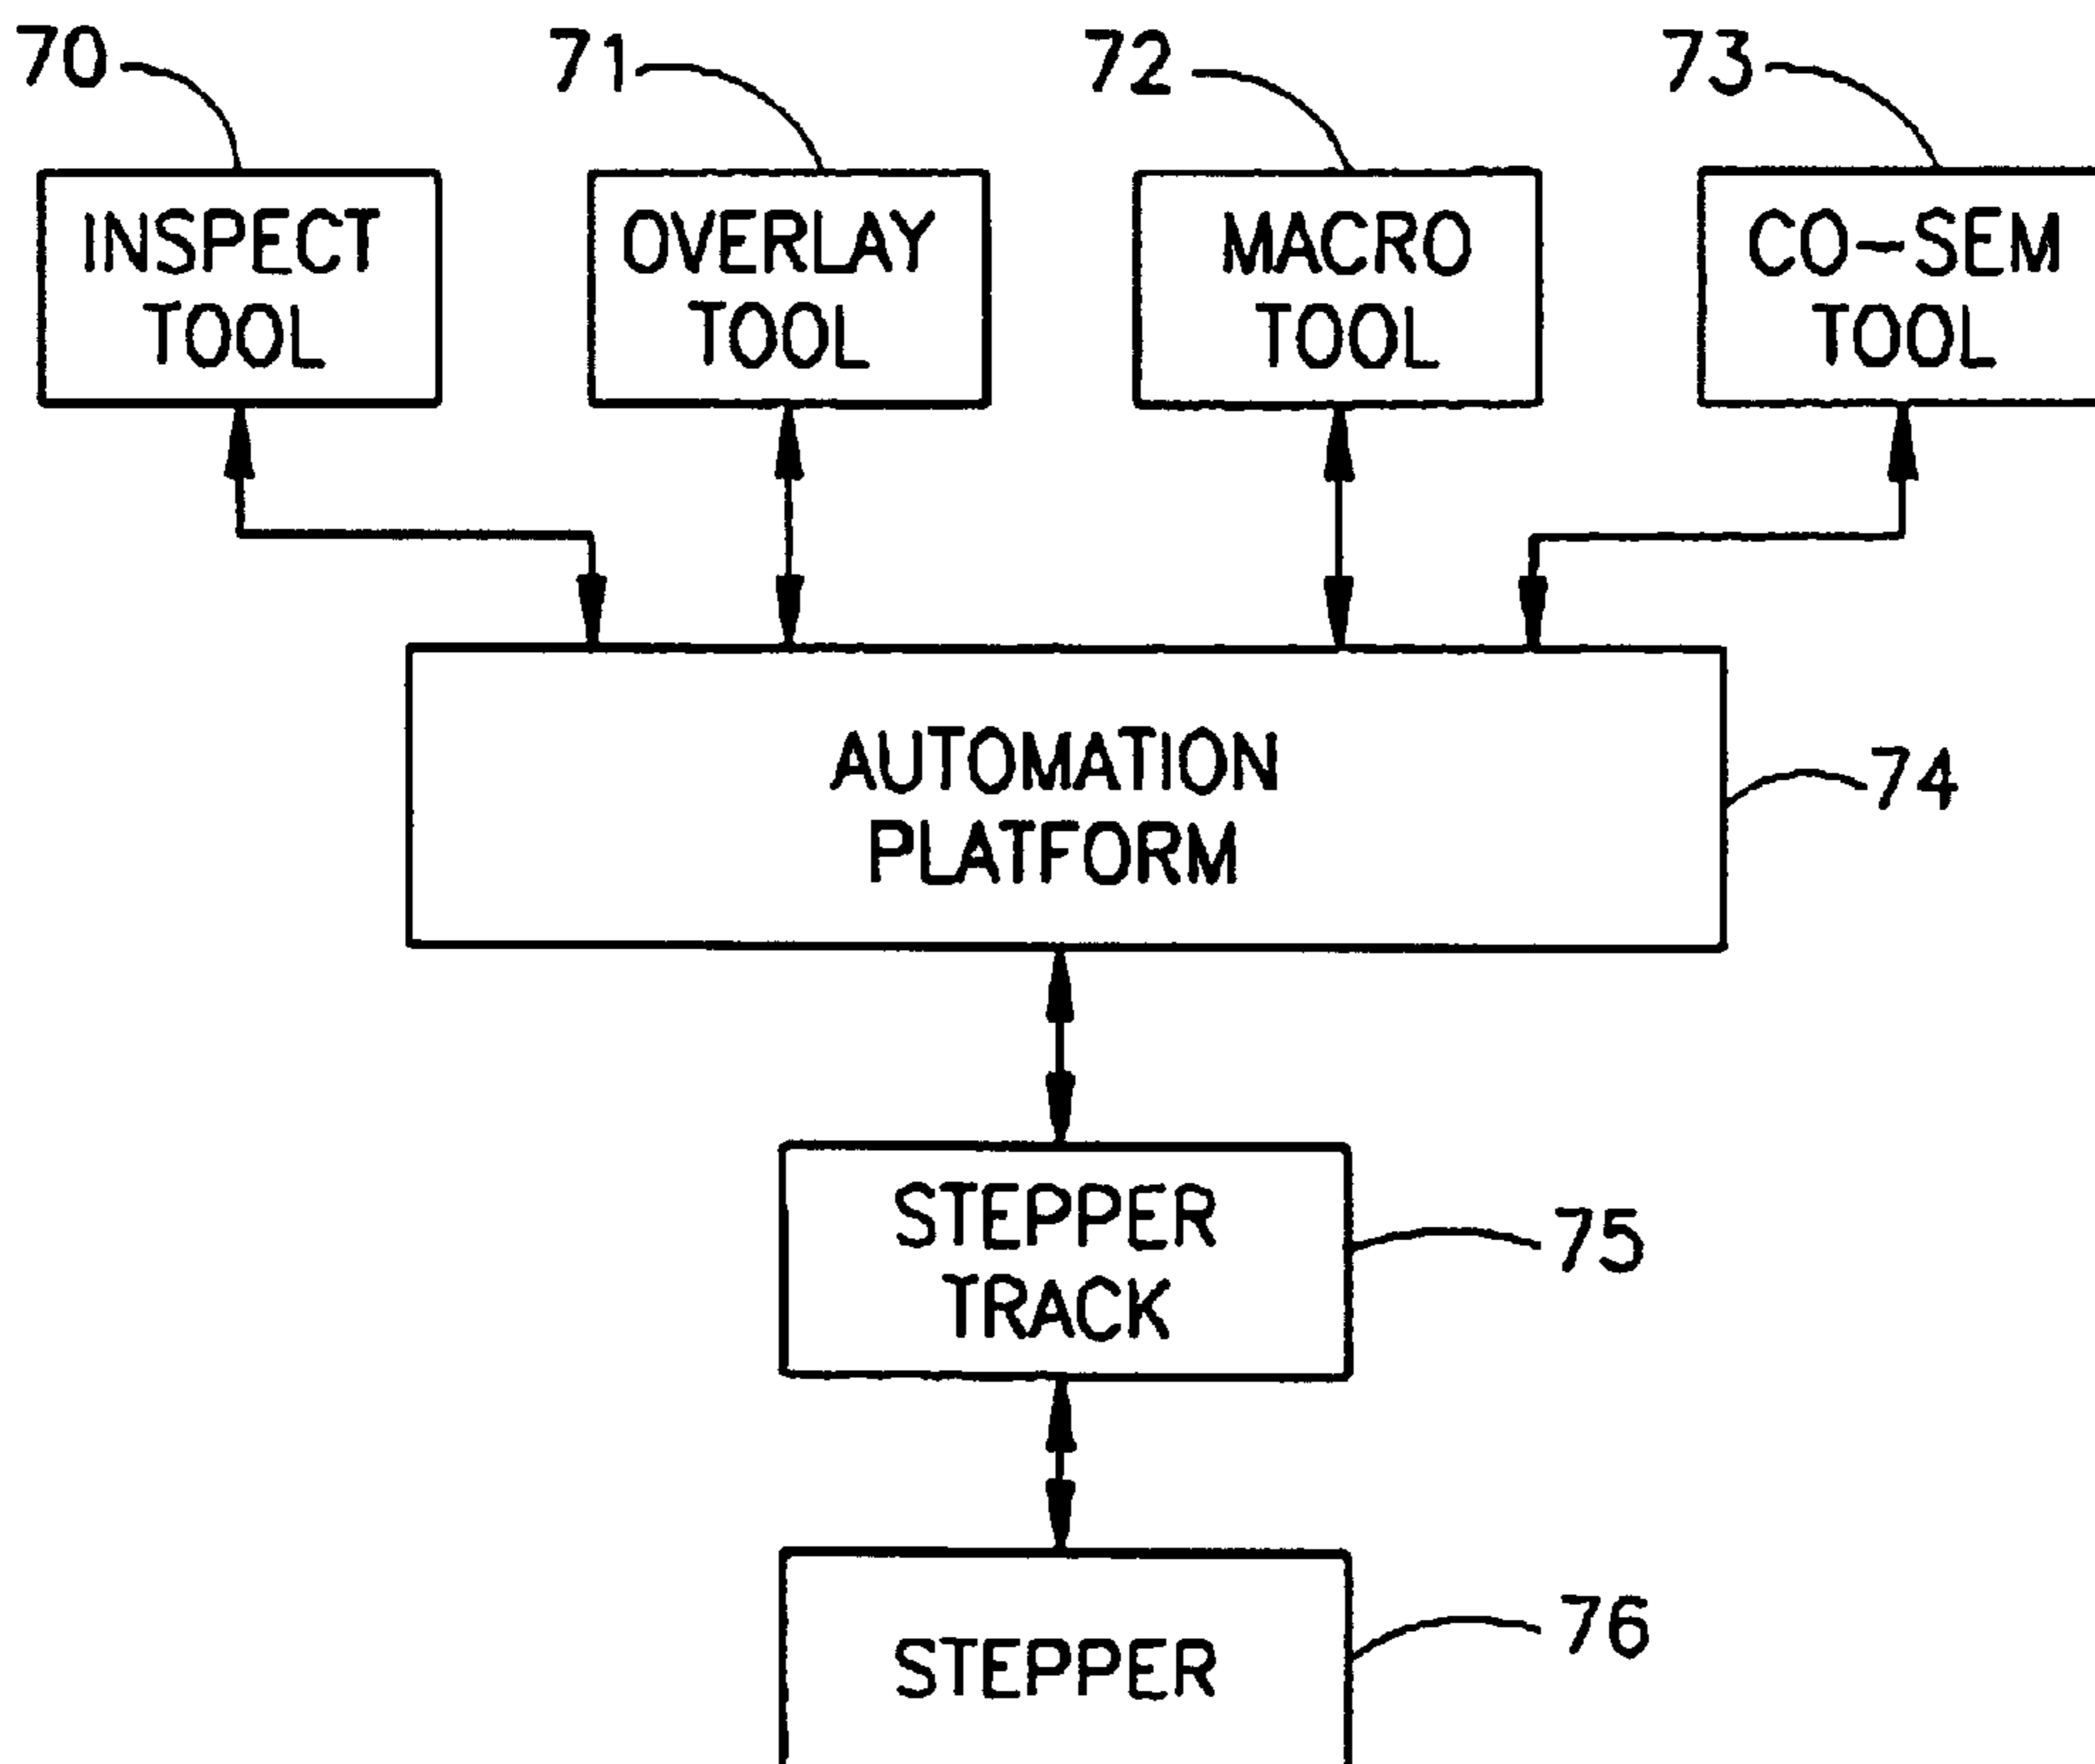 70
71
72
73
INSPECT
TOOL
OVERLAY
TOOL
MACRO
TOOL
CO-SEM
TOOL
AUTOMATION
PLATFORM
74
STEPPER
TRACK
75
STEPPER
76